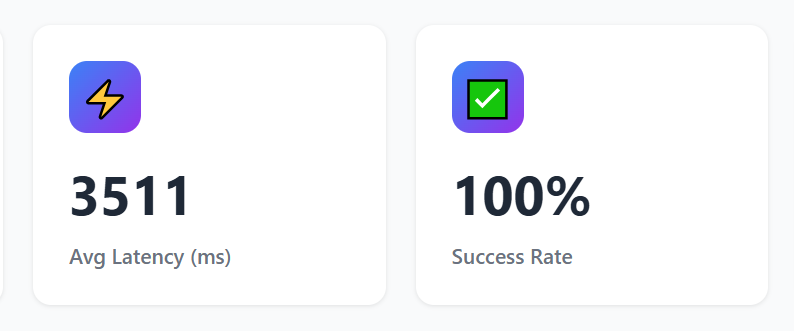 3511
Avg Latency (ms)
100%
Success Rate